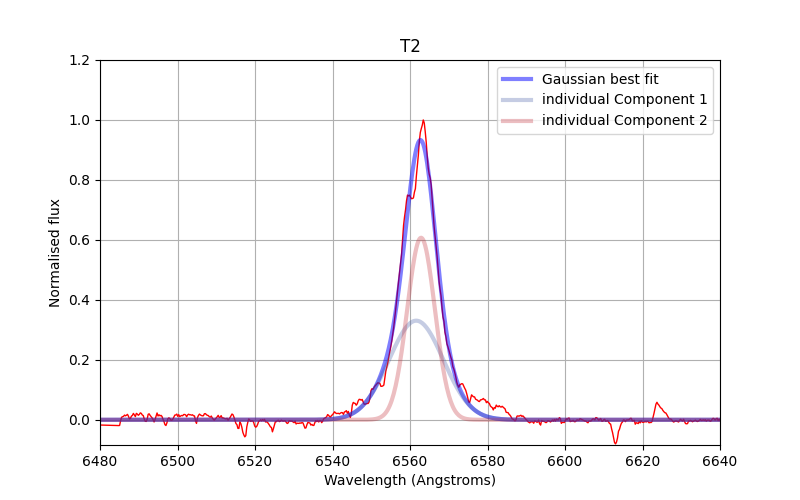 T2
1.2
1.0
0.8
0.6
0.4
0.2
0.0
Normalised flux
Gaussian best fit
individual Component 1
individual Component 2
6480 6500 6520 6540 6560 6580 6600 6620 6640
Wavelength (Angstroms)